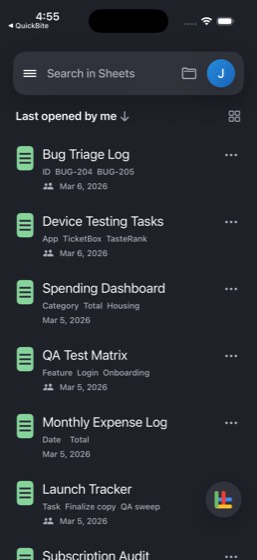 4:55
◀ QuickBite
Search in Sheets
J
Last opened by me ↓
Bug Triage Log
ID BUG-204 BUG-205
Mar 6, 2026
Device Testing Tasks
App TicketBox TasteRank
Mar 6, 2026
Spending Dashboard
Category Total Housing
Mar 5, 2026
QA Test Matrix
Feature Login Onboarding
Mar 5, 2026
Monthly Expense Log
Date Total
Mar 5, 2026
Launch Tracker
Task Finalize copy QA sweep
Mar 5, 2026
Subscription Audit